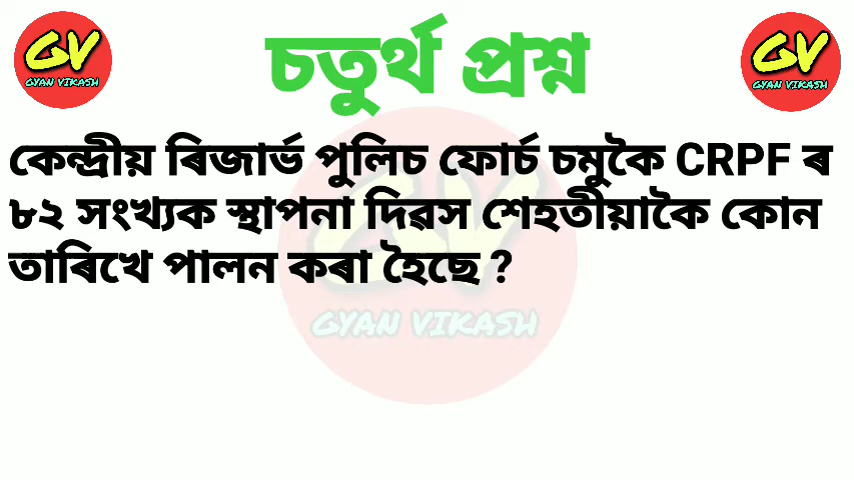 GV
GYAN VIKASH
চতুৰ্থ প্ৰশ্ন
GV
GYAN VIKASH
কেন্দ্ৰীয় ৰিজাৰ্ভ পুলিচ ফোৰ্চ চমুকৈ CRPF ৰ
৮২ সংখ্যক স্থাপনা দিৱস শেহতীয়াকৈ কোন
তাৰিখে পালন কৰা হৈছে ?
GV
GYAN VIKASH